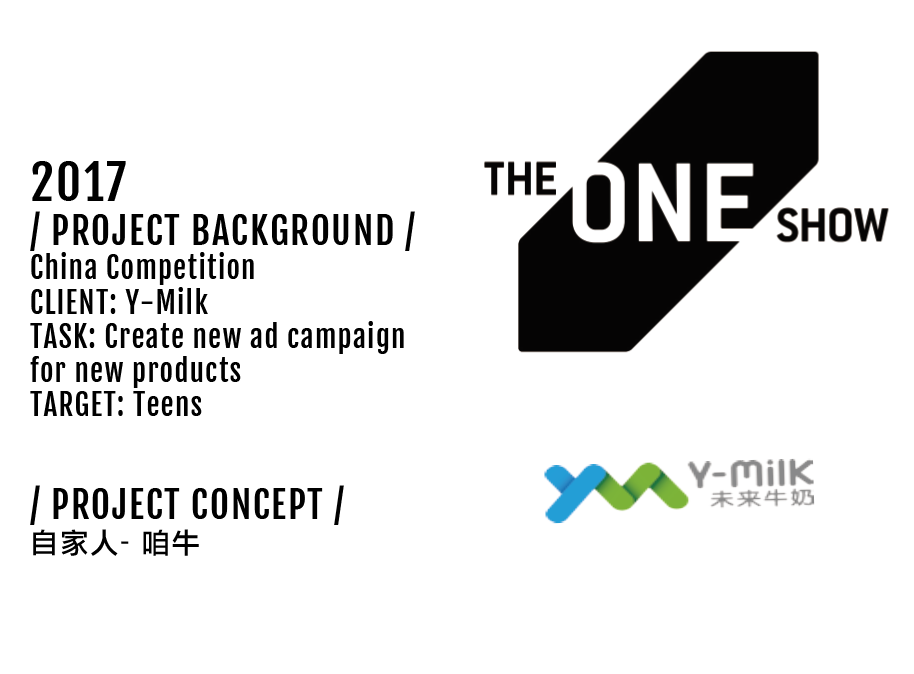 2017
/ PROJECT BACKGROUND /
China Competition
CLIENT: Y-Milk
TASK: Create new ad campaign
for new products
TARGET: Teens
/ PROJECT CONCEPT /
自家人- 咱牛
THE ONE SHOW
Y-Milk
未来牛奶